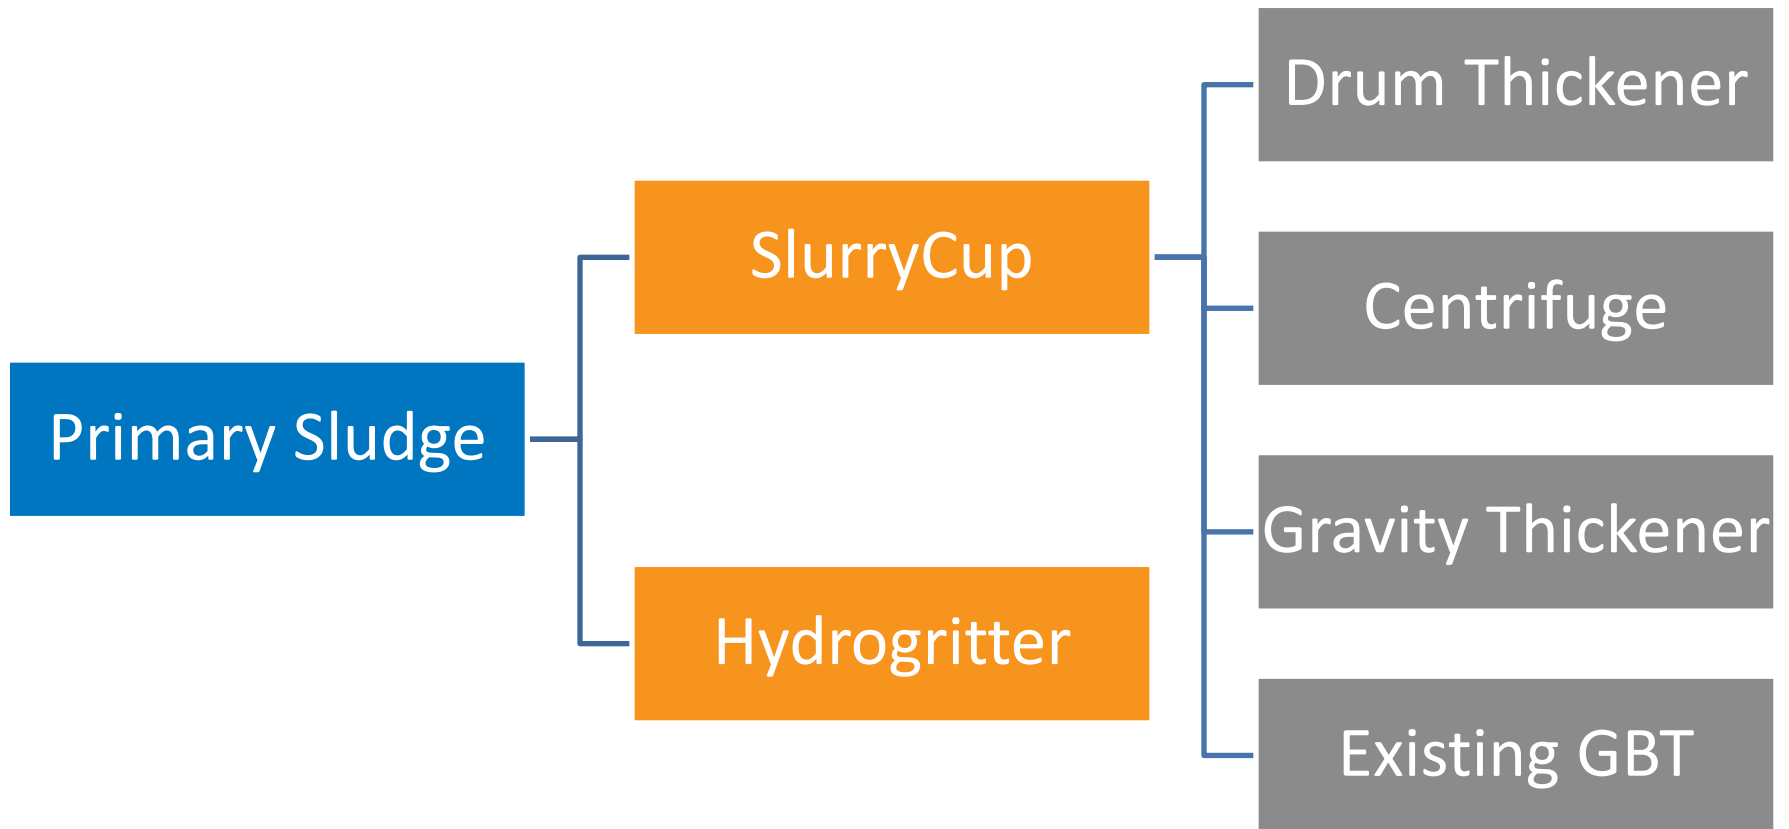 Primary Sludge
SlurryCup
Hydrogritter
Drum Thickener
Centrifuge
Gravity Thickener
Existing GBT